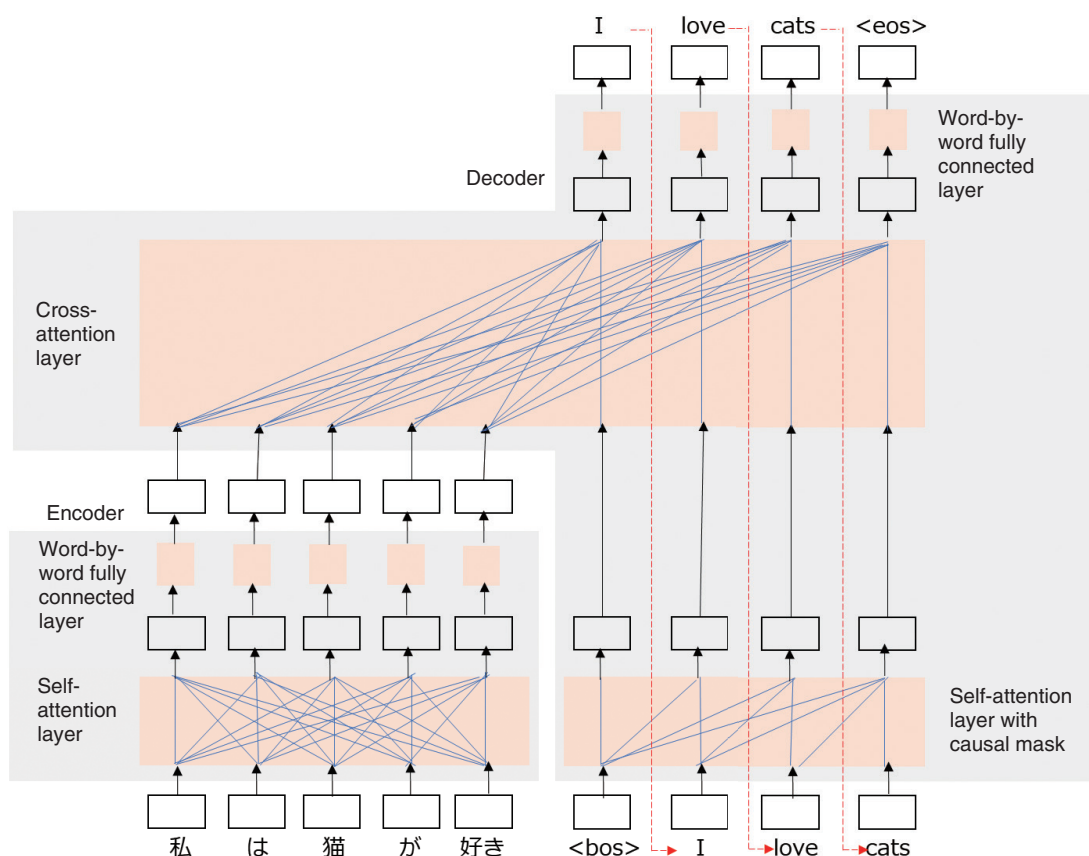 I love cats <eos>
Word-by-
word fully
connected
layer
Decoder
Cross-
attention
layer
Encoder
Word-by-
word fully
connected
layer
Self-
attention
layer
Self-attention
layer with
causal mask
私 は 猫 が 好き <bos> I love cats